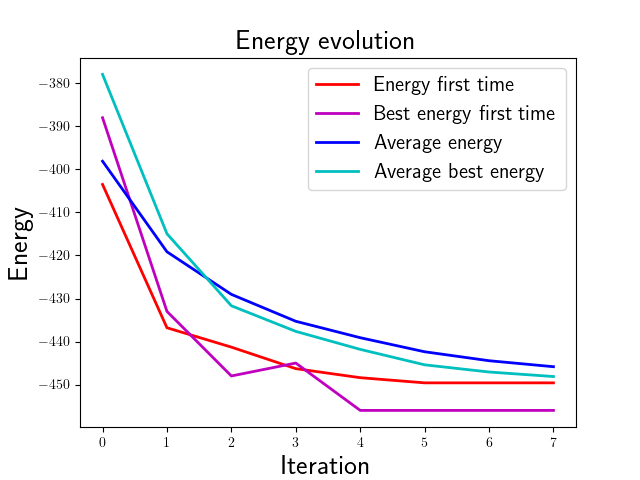 Energy evolution
Energy first time
Best energy first time
Average energy
Average best energy
Energy
−380
−390
−400
−410
−420
−430
−440
−450
0 1 2 3 4 5 6 7
Iteration